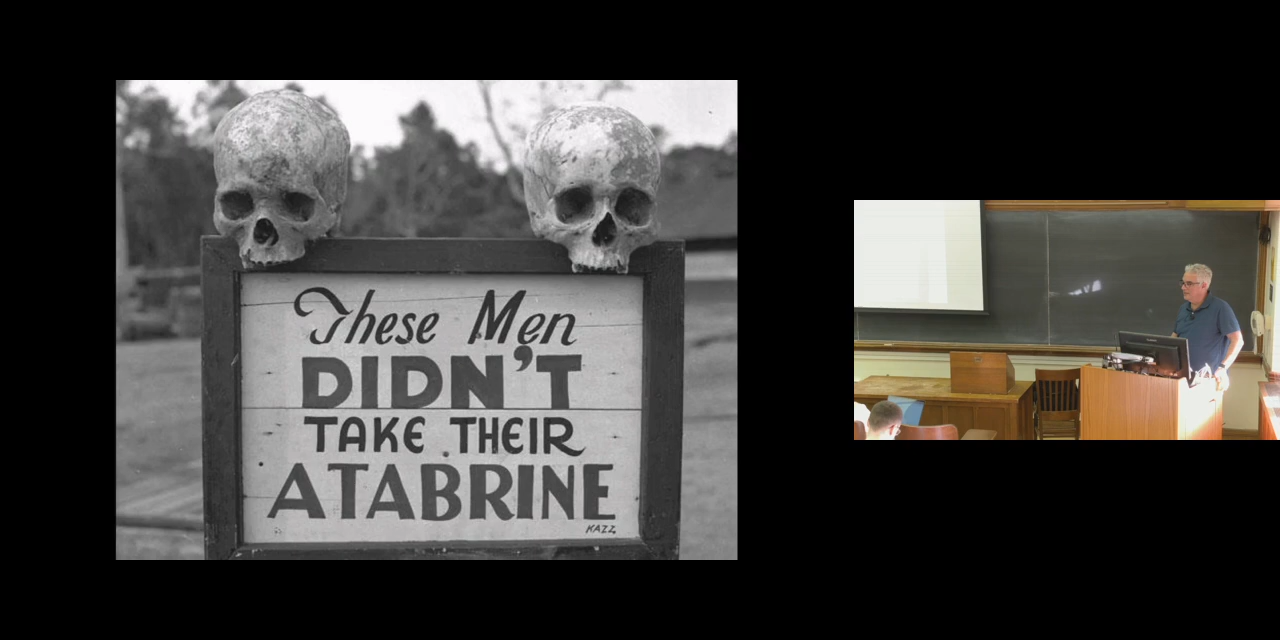 These Men
DIDN'T
TAKE THEIR
ATABRINE
KAZZ